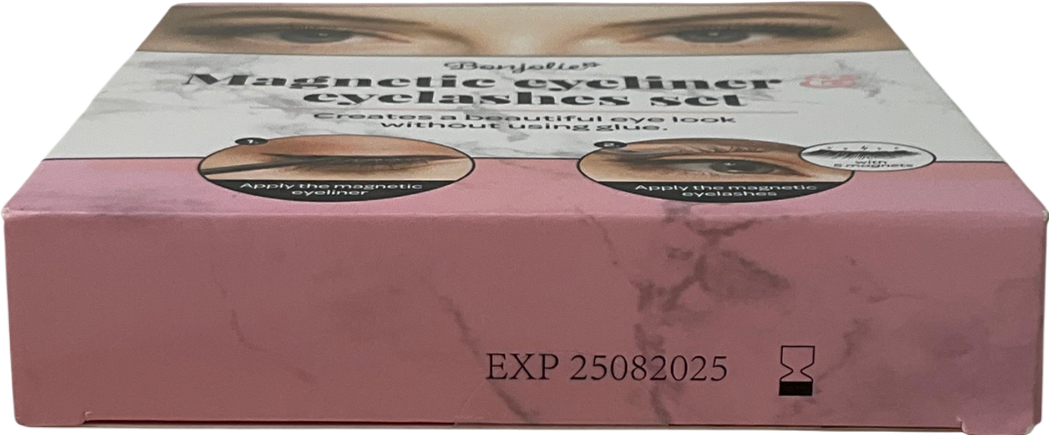 Bonjolie
Magnetic eyeliner &
eyelashes set
Creates a beautiful eye look
without using glue.
1
2
with
5 magnets
Apply the magnetic
eyeliner
Apply the magnetic
eyelashes
EXP 25082025